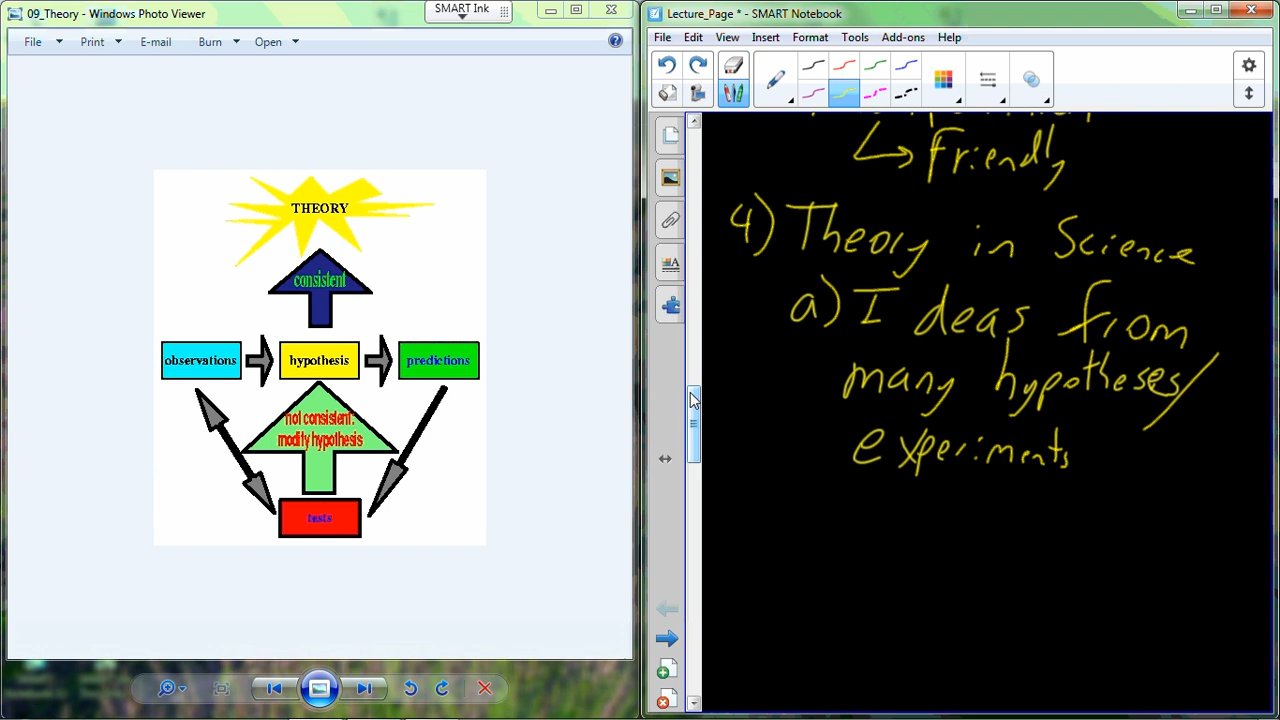 09_Theory - Windows Photo Viewer
SMART Ink
File Print E-mail Burn Open
THEORY
consistent
observations hypothesis predictions
not consistent:
modify hypothesis
tests
Lecture_Page * - SMART Notebook
File Edit View Insert Format Tools Add-ons Help
Friendly
4) Theory in Science
a) Ideas from
many hypotheses/
experiments